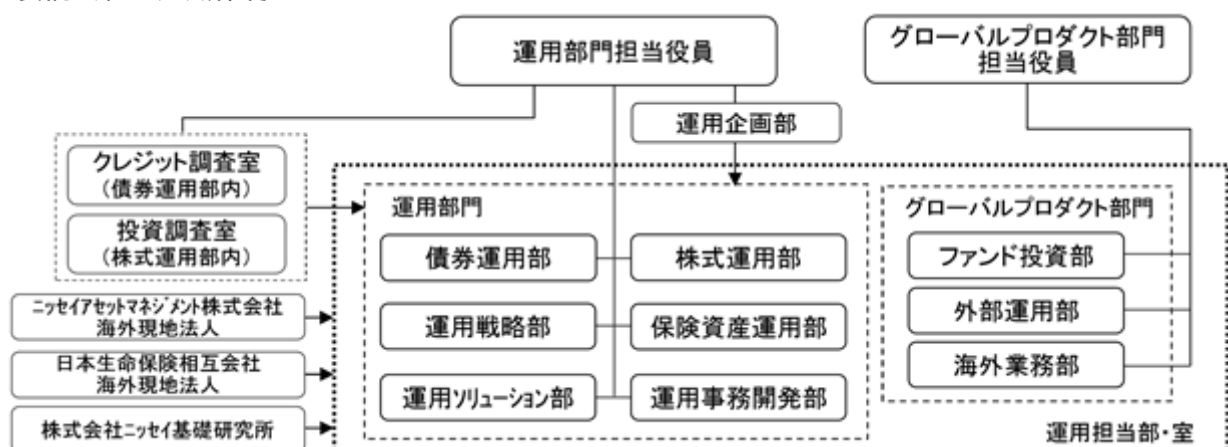 運用部門担当役員
グローバルプロダクト部門
担当役員
運用企画部
クレジット調査室
(債券運用部内)
投資調査室
(株式運用部内)
運用部門
債券運用部
株式運用部
運用戦略部
保険資産運用部
運用ソリューション部
運用事務開発部
グローバルプロダクト部門
ファンド投資部
外部運用部
海外業務部
ニッセイアセットマネジメント株式会社
海外現地法人
日本生命保険相互会社
海外現地法人
株式会社ニッセイ基礎研究所
運用担当部・室